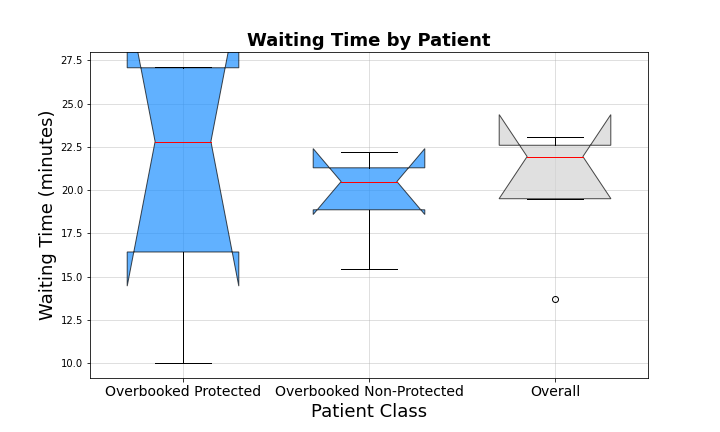 Waiting Time by Patient
Waiting Time (minutes)
27.5
25.0
22.5
20.0
17.5
15.0
12.5
10.0
Overbooked Protected Overbooked Non-Protected Overall
Patient Class